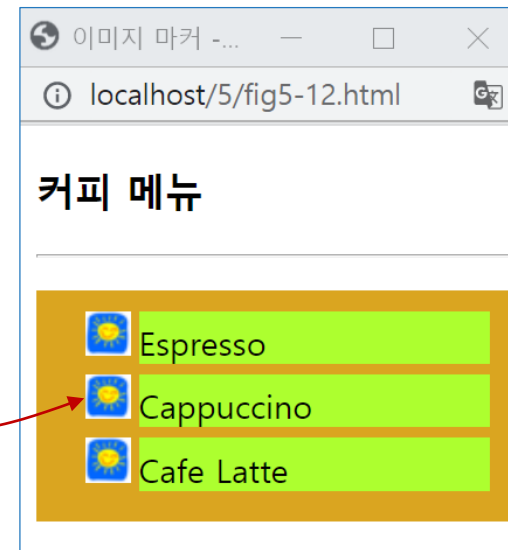 이미지 마커 -...
localhost/5/fig5-12.html
커피 메뉴
Espresso
Cappuccino
Cafe Latte